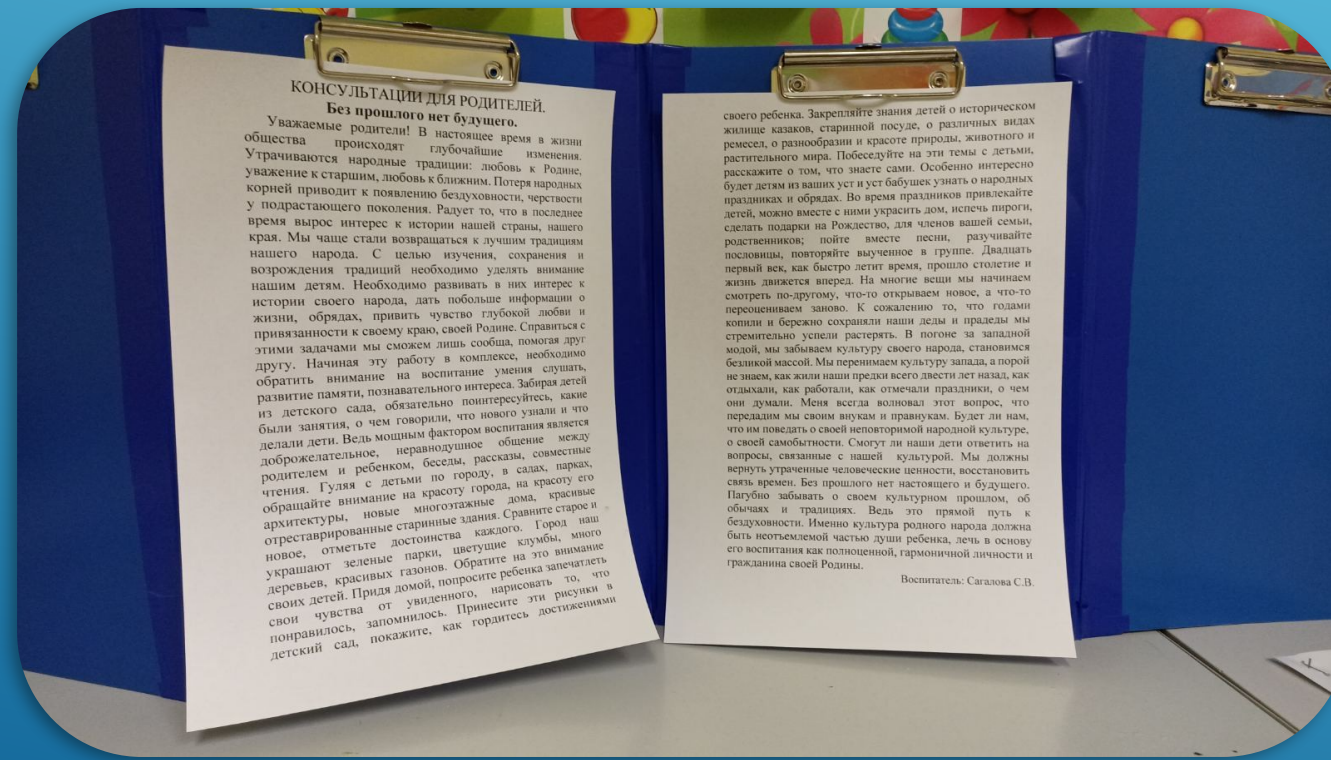 КОНСУЛЬТАЦИИ ДЛЯ РОДИТЕЛЕЙ.
Без прошлого нет будущего.
Уважаемые родители! В настоящее время в жизни
общества происходят глубочайшие изменения.
Утрачиваются народные традиции: любовь к Родине,
уважение к старшим, любовь к ближним. Потеря народных
корней приводит к появлению бездуховности, черствости
у подрастающего поколения. Радует то, что в последнее
время вырос интерес к истории нашей страны, нашего
края. Мы чаще стали возвращаться к лучшим традициям
нашего народа. С целью изучения, сохранения и
возрождения традиций необходимо уделять внимание
нашим детям. Необходимо развивать в них интерес к
истории своего народа, дать побольше информации о
жизни, обрядах, привить чувство глубокой любви и
привязанности к своему краю, своей Родине. Справиться с
этими задачами мы сможем лишь сообща, помогая друг
другу. Начиная эту работу в комплексе, необходимо
обратить внимание на воспитание умения слушать,
развитие памяти, познавательного интереса. Забирая детей
из детского сада, обязательно поинтересуйтесь, какие
были занятия, о чем говорили, что нового узнали и что
делали дети. Ведь мощным фактором воспитания является
доброжелательное, неравнодушное общение между
родителем и ребенком, беседы, рассказы, совместные
чтения. Гуляя с детьми по городу, в садах, парках,
обращайте внимание на красоту города, на красоту его
архитектуры, новые многоэтажные дома, красивые
отреставрированные старинные здания. Сравните старое и
новое, отметьте достоинства каждого. Город наш
украшают зеленые парки, цветущие клумбы, много
деревьев, красивых газонов. Обратите на это внимание
своих детей. Придя домой, попросите ребенка запечатлеть
свои чувства от увиденного, нарисовать то, что
понравилось, запомнилось. Принесите эти рисунки в
детский сад, покажите, как гордитесь достижениями
своего ребенка. Закрепляйте знания детей о историческом
жилище казаков, старинной посуде, о различных видах
ремесел, о разнообразии и красоте природы, животного и
растительного мира. Побеседуйте на эти темы с детьми,
расскажите о том, что знаете сами. Особенно интересно
будет детям из ваших уст и уст бабушек узнать о народных
праздниках и обрядах. Во время праздников привлекайте
детей, можно вместе с ними украсить дом, испечь пироги,
сделать подарки на Рождество, для членов вашей семьи,
родственников; пойте вместе песни, разучивайте
пословицы, повторяйте выученное в группе. Двадцать
первый век, как быстро летит время, прошло столетие и
жизнь движется вперед. На многие вещи мы начинаем
смотреть по-другому, что-то открываем новое, а что-то
переоцениваем заново. К сожалению то, что годами
копили и бережно сохраняли наши деды и прадеды мы
стремительно успели растерять. В погоне за западной
модой, мы забываем культуру своего народа, становимся
безликой массой. Мы перенимаем культуру запада, а порой
не знаем, как жили наши предки всего двести лет назад, как
отдыхали, как работали, как отмечали праздники, о чем
они думали. Меня всегда волновал этот вопрос, что
передадим мы своим внукам и правнукам. Будет ли нам,
что им поведать о своей неповторимой народной культуре,
о своей самобытности. Смогут ли наши дети ответить на
вопросы, связанные с нашей культурой. Мы должны
вернуть утраченные человеческие ценности, восстановить
связь времен. Без прошлого нет настоящего и будущего.
Пагубно забывать о своем культурном прошлом, об
обычаях и традициях. Ведь это прямой путь к
бездуховности. Именно культура родного народа должна
быть неотъемлемой частью души ребенка, лечь в основу
его воспитания как полноценной, гармоничной личности и
гражданина своей Родины.
Воспитатель: Сагалова С.В.